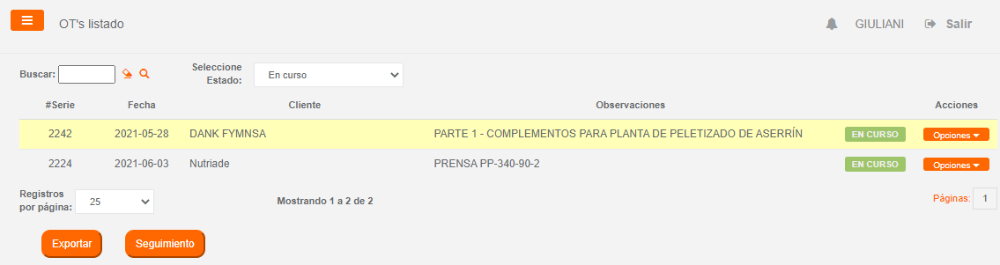 OT's listado
GIULIANI
Salir
Buscar:
Seleccione
Estado:
En curso
#Serie Fecha Cliente Observaciones Acciones
2242 2021-05-28 DANK FYMNSA PARTE 1 - COMPLEMENTOS PARA PLANTA DE PELETIZADO DE ASERRÍN EN CURSO Opciones
2224 2021-06-03 Nutriade PRENSA PP-340-90-2 EN CURSO Opciones
Registros
por página:
25
Mostrando 1 a 2 de 2
Páginas: 1
Exportar Seguimiento